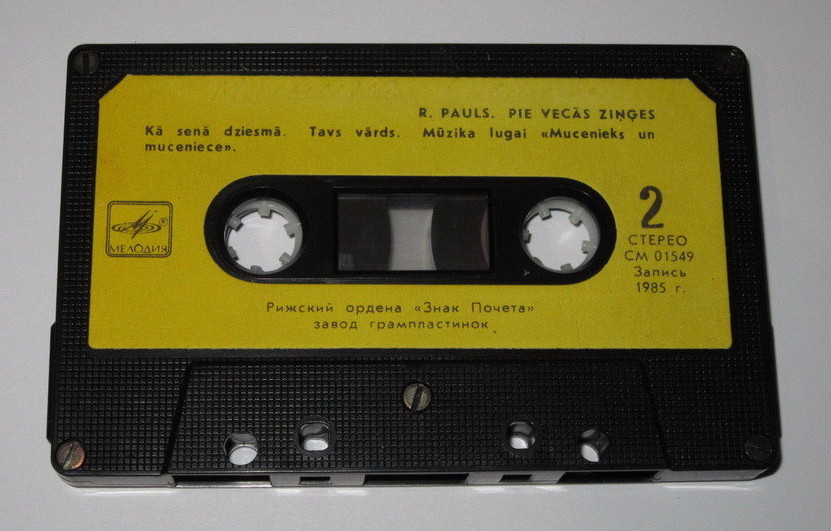 R. PAULS. PIE VECĀS ZIŅĢES
Kā senā dziesmā. Tavs vārds. Mūzika lugai «Mucenieks un
muceniece».
МЕЛОДИЯ
2
СТЕРЕО
СМ 01549
Запись
1985 г.
Рижский ордена «Знак Почета»
завод грампластинок